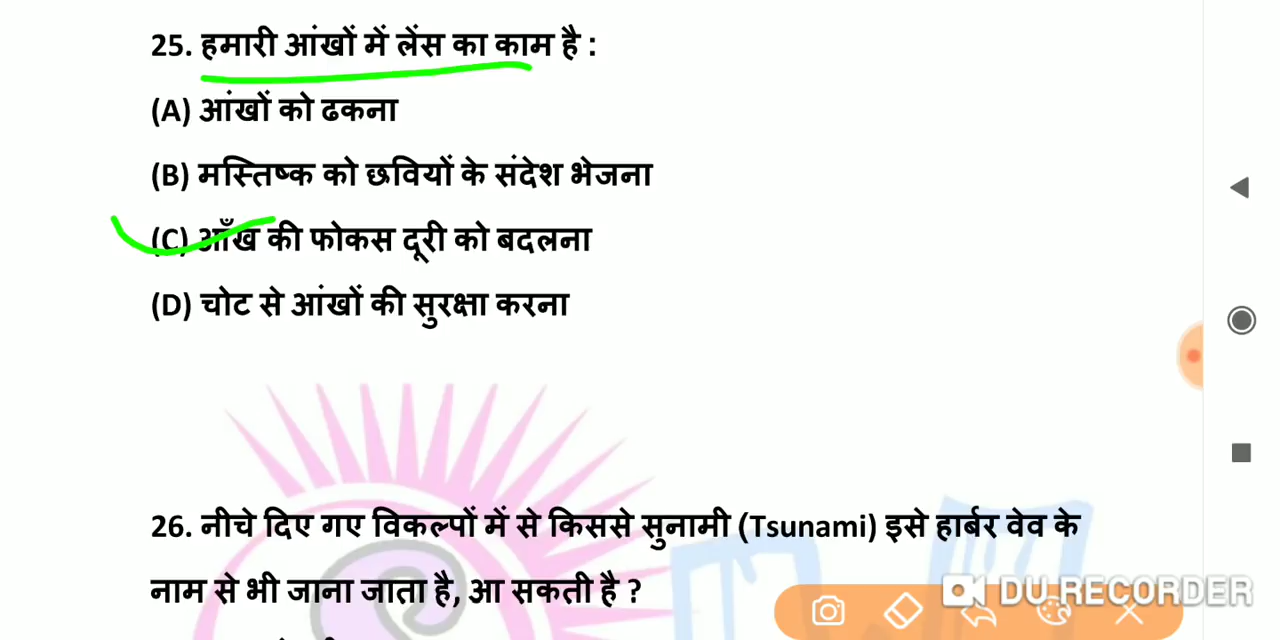 25. हमारी आंखों में लेंस का काम है :
(A) आंखों को ढकना
(B) मस्तिष्क को छवियों के संदेश भेजना
(C) आँख की फोकस दूरी को बदलना
(D) चोट से आंखों की सुरक्षा करना
26. नीचे दिए गए विकल्पों में से किससे सुनामी (Tsunami) इसे हार्बर वेव के
नाम से भी जाना जाता है, आ सकती है ?
DU RECORDER